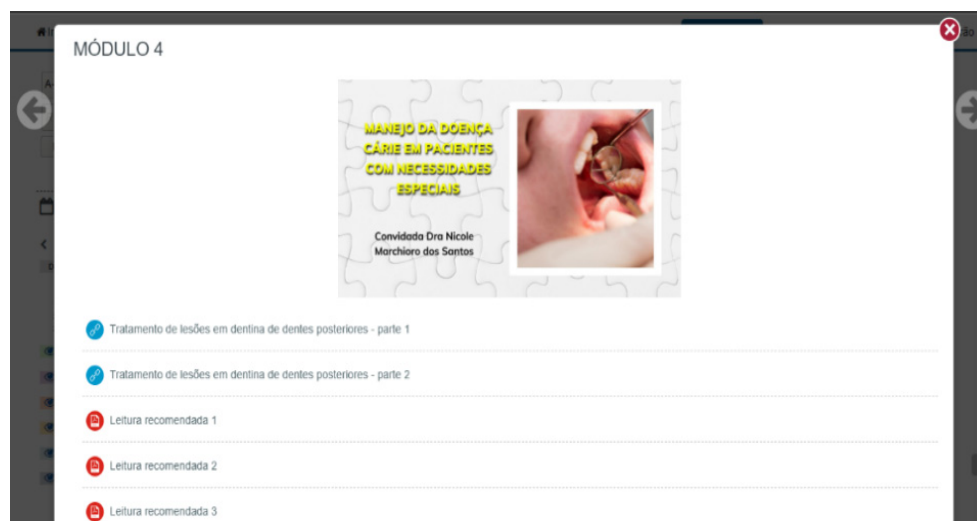 MÓDULO 4
MANEJO DA DOENÇA
CÁRIE EM PACIENTES
COM NECESSIDADES
ESPECIAIS
Convidada Dra Nicole
Marchioro dos Santos
Tratamento de lesões em dentina de dentes posteriores - parte 1
Tratamento de lesões em dentina de dentes posteriores - parte 2
Leitura recomendada 1
Leitura recomendada 2
Leitura recomendada 3